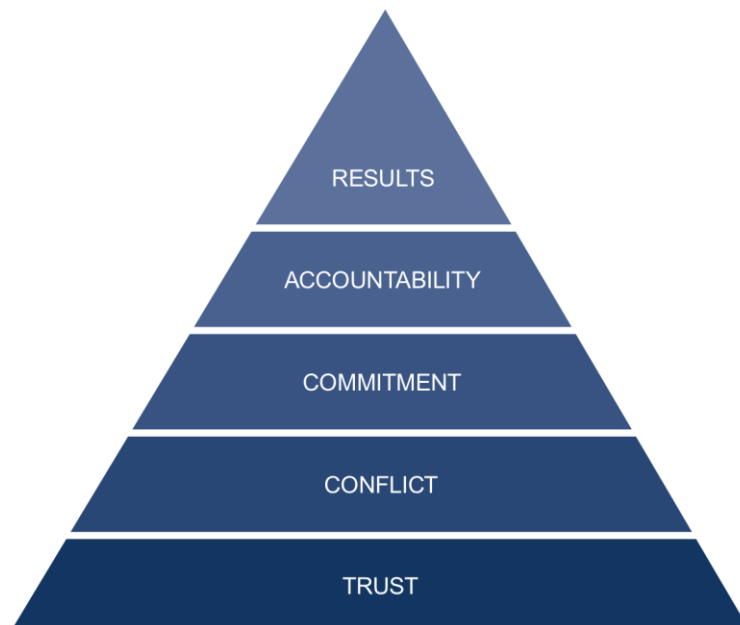 RESULTS
ACCOUNTABILITY
COMMITMENT
CONFLICT
TRUST